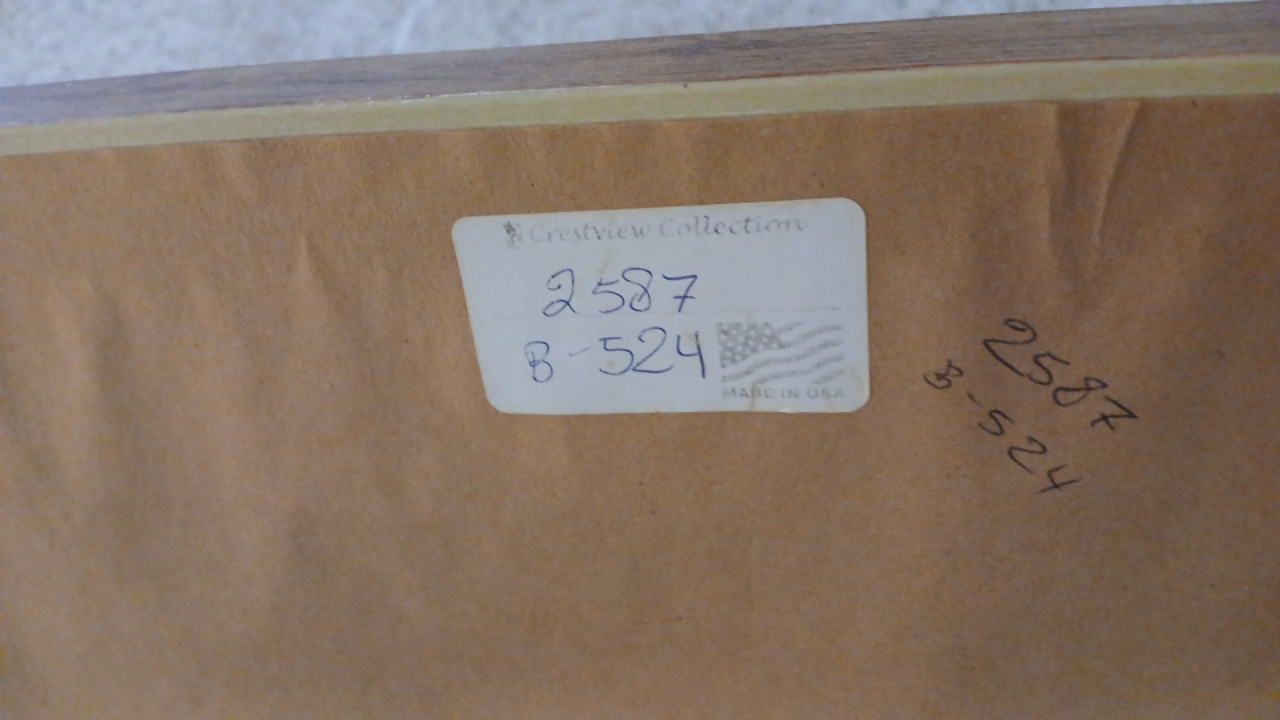 Crestview Collection
2587
B-524
MADE IN USA
2587
B-524